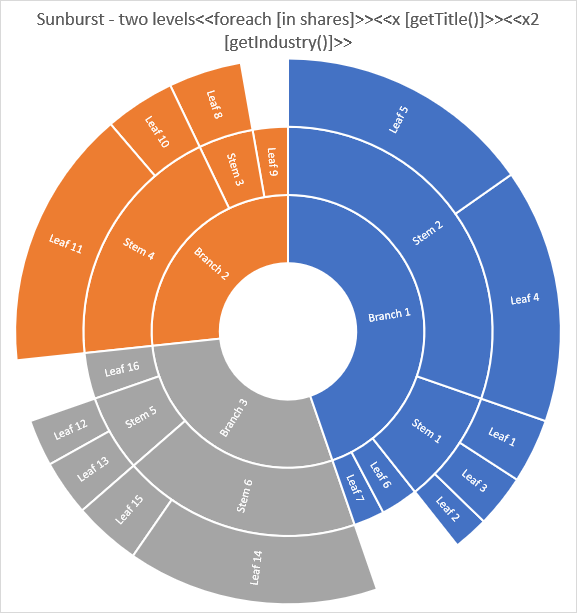 Sunburst - two levels<<foreach [in shares]>><<x [getTitle()]>><<x2
[getIndustry()]>>
Leaf 5
Leaf 8
Leaf 10
Leaf 9
Stem 3
Stem 2
Leaf 11
Stem 4
Branch 2
Leaf 4
Branch 1
Leaf 16
Branch 3
Leaf 12
Stem 5
Stem 1
Leaf 1
Leaf 13
Leaf 6
Leaf 3
Leaf 7
Stem 6
Leaf 15
Leaf 2
Leaf 14